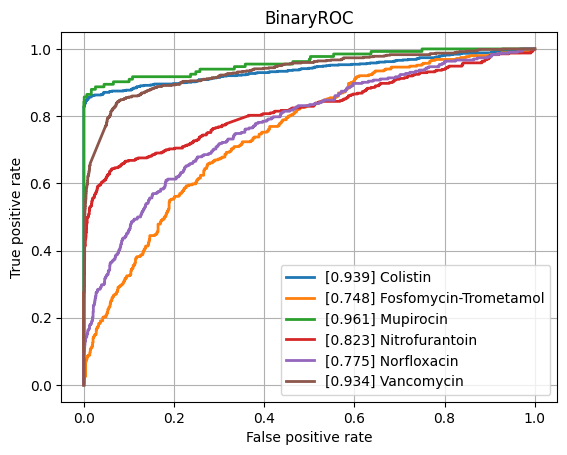 BinaryROC
True positive rate
1.0
0.8
0.6
0.4
0.2
0.0
[0.939] Colistin
[0.748] Fosfomycin-Trometamol
[0.961] Mupirocin
[0.823] Nitrofurantoin
[0.775] Norfloxacin
[0.934] Vancomycin
0.0 0.2 0.4 0.6 0.8 1.0
False positive rate